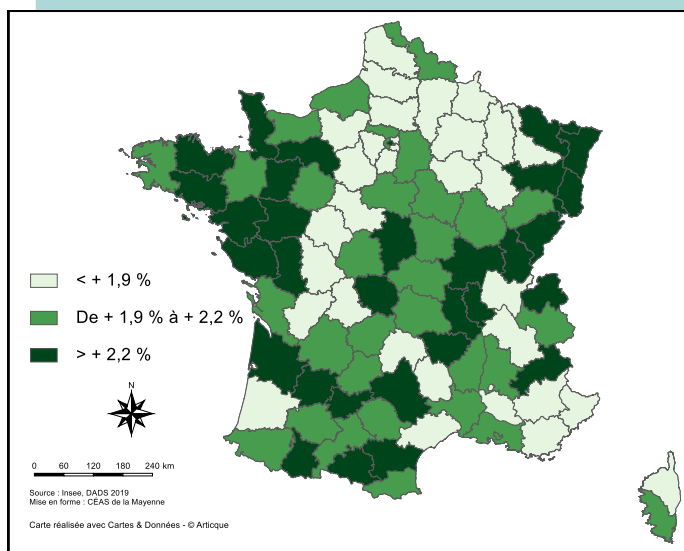 < + 1,9 %
De + 1,9 % à + 2,2 %
> + 2,2 %
N
0 60 120 180 240 km
Source : Insee, DADS 2019
Mise en forme : CEAS de la Mayenne
Carte réalisée avec Cartes & Données - © Articque